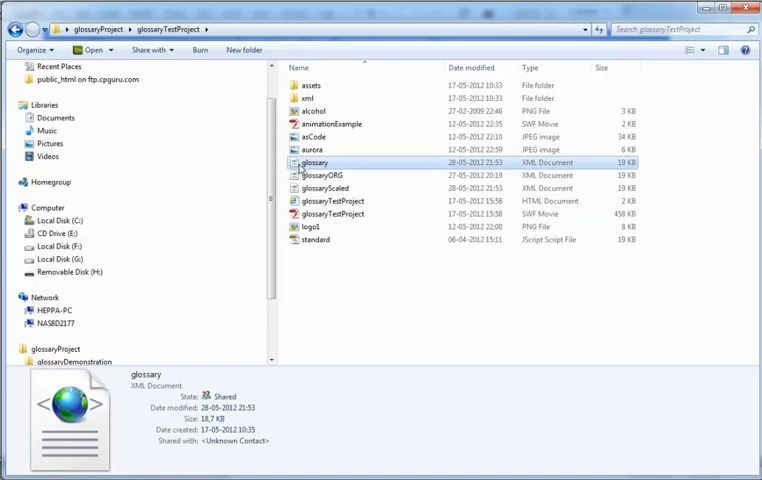 glossaryProject
glossaryTestProject
Search glossaryTestProject
Organize
Open
Share with
Burn
New folder
Recent Places
public_html on ftp.cpguru.com
Libraries
Documents
Music
Pictures
Videos
Homegroup
Computer
Local Disk (C:)
CD Drive (E:)
Local Disk (F:)
Local Disk (G:)
Removable Disk (H:)
Network
HEPPA-PC
NAS8D2177
glossaryProject
glossaryDemonstration
Name Date modified Type Size
assets 17-05-2012 10:33 File folder
xml 17-05-2012 10:33 File folder
alcohol 27-02-2009 22:46 PNG File 3 KB
animationExample 12-05-2012 22:35 SWF Movie 9 KB
asCode 12-05-2012 22:10 JPEG image 34 KB
aurora 12-05-2012 22:59 JPEG image 19 KB
glossary 28-05-2012 21:53 XML Document 19 KB
glossaryORG 27-05-2012 20:19 XML Document 19 KB
glossaryScaled 28-05-2012 21:53 XML Document 19 KB
glossaryTestProject 17-05-2012 15:58 HTML Document 2 KB
glossaryTestProject 17-05-2012 15:58 SWF Movie 458 KB
logo1 12-05-2012 22:00 PNG File 8 KB
standard 06-04-2012 15:11 JScript Script File 19 KB
glossary
XML Document
State: Shared
Date modified: 28-05-2012 21:53
Size: 18,7 KB
Date created: 17-05-2012 10:35
Shared with: <Unknown Contact>